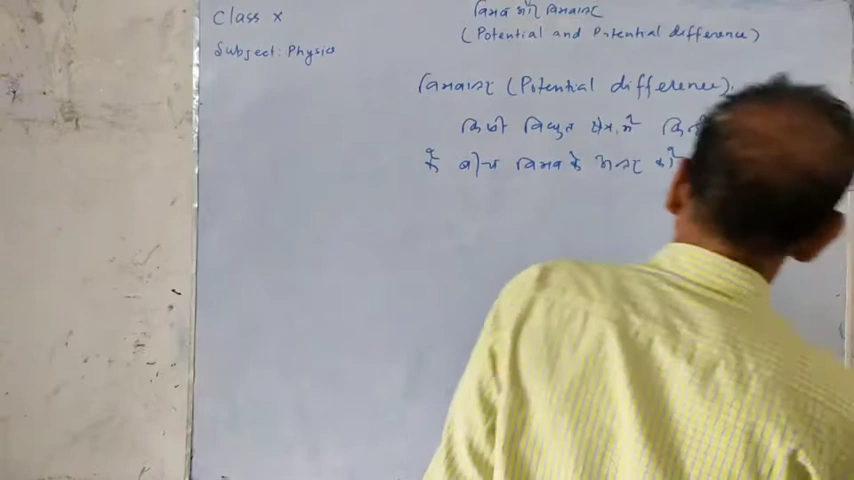 Class X
विभव और विभवान्तर
Subject: Physics
(Potential and Potential difference)
विभवान्तर (Potential difference)
किसी विद्युत क्षेत्र में
के बीच विभव के अन्तर को